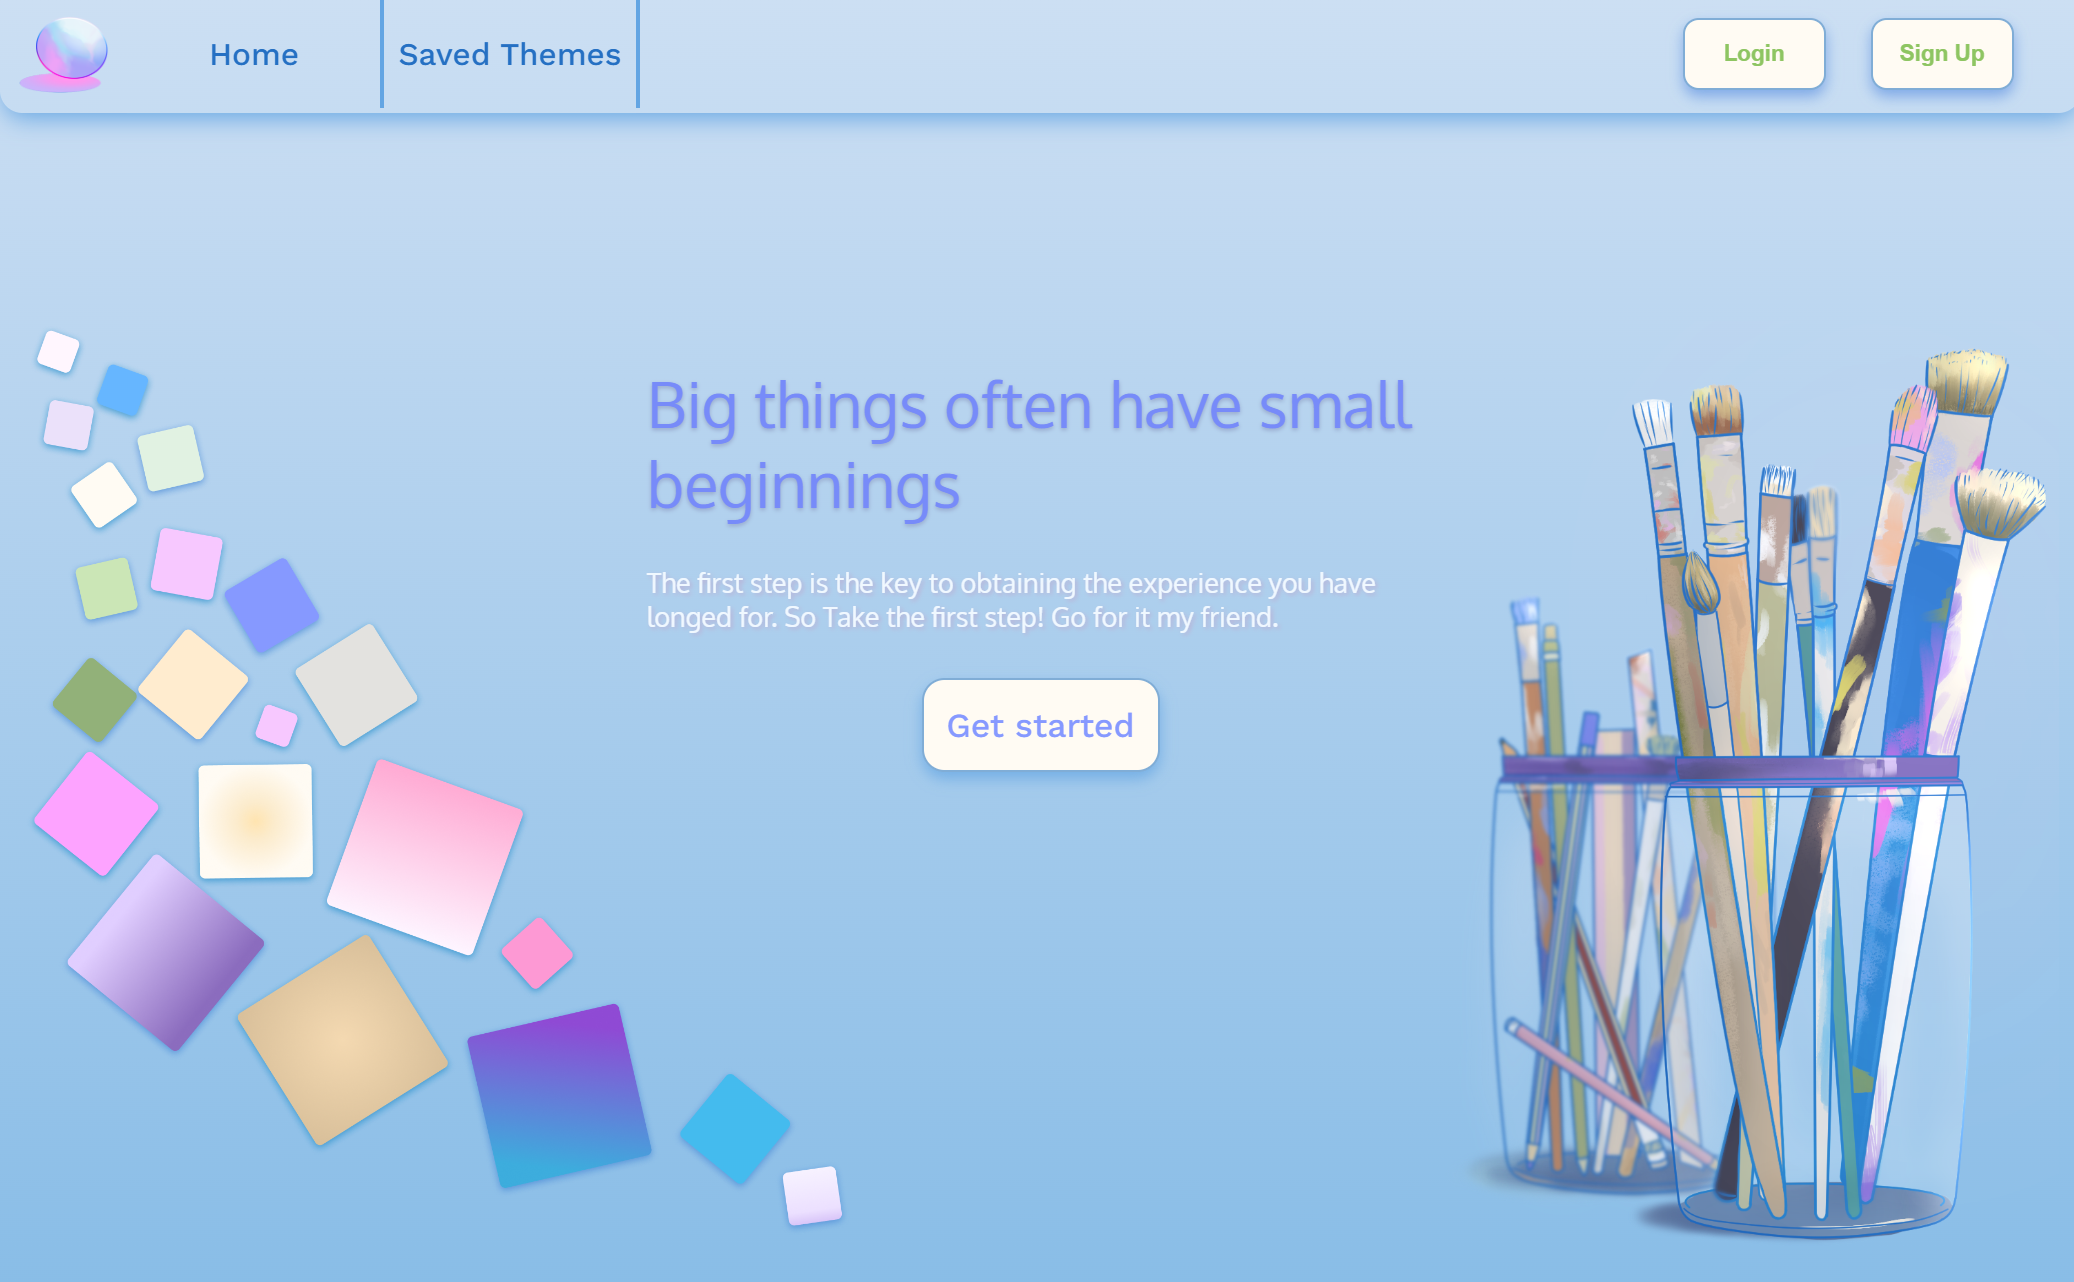 Home
Saved Themes
Login
Sign Up
Big things often have small
beginnings
The first step is the key to obtaining the experience you have
longed for. So Take the first step! Go for it my friend.
Get started